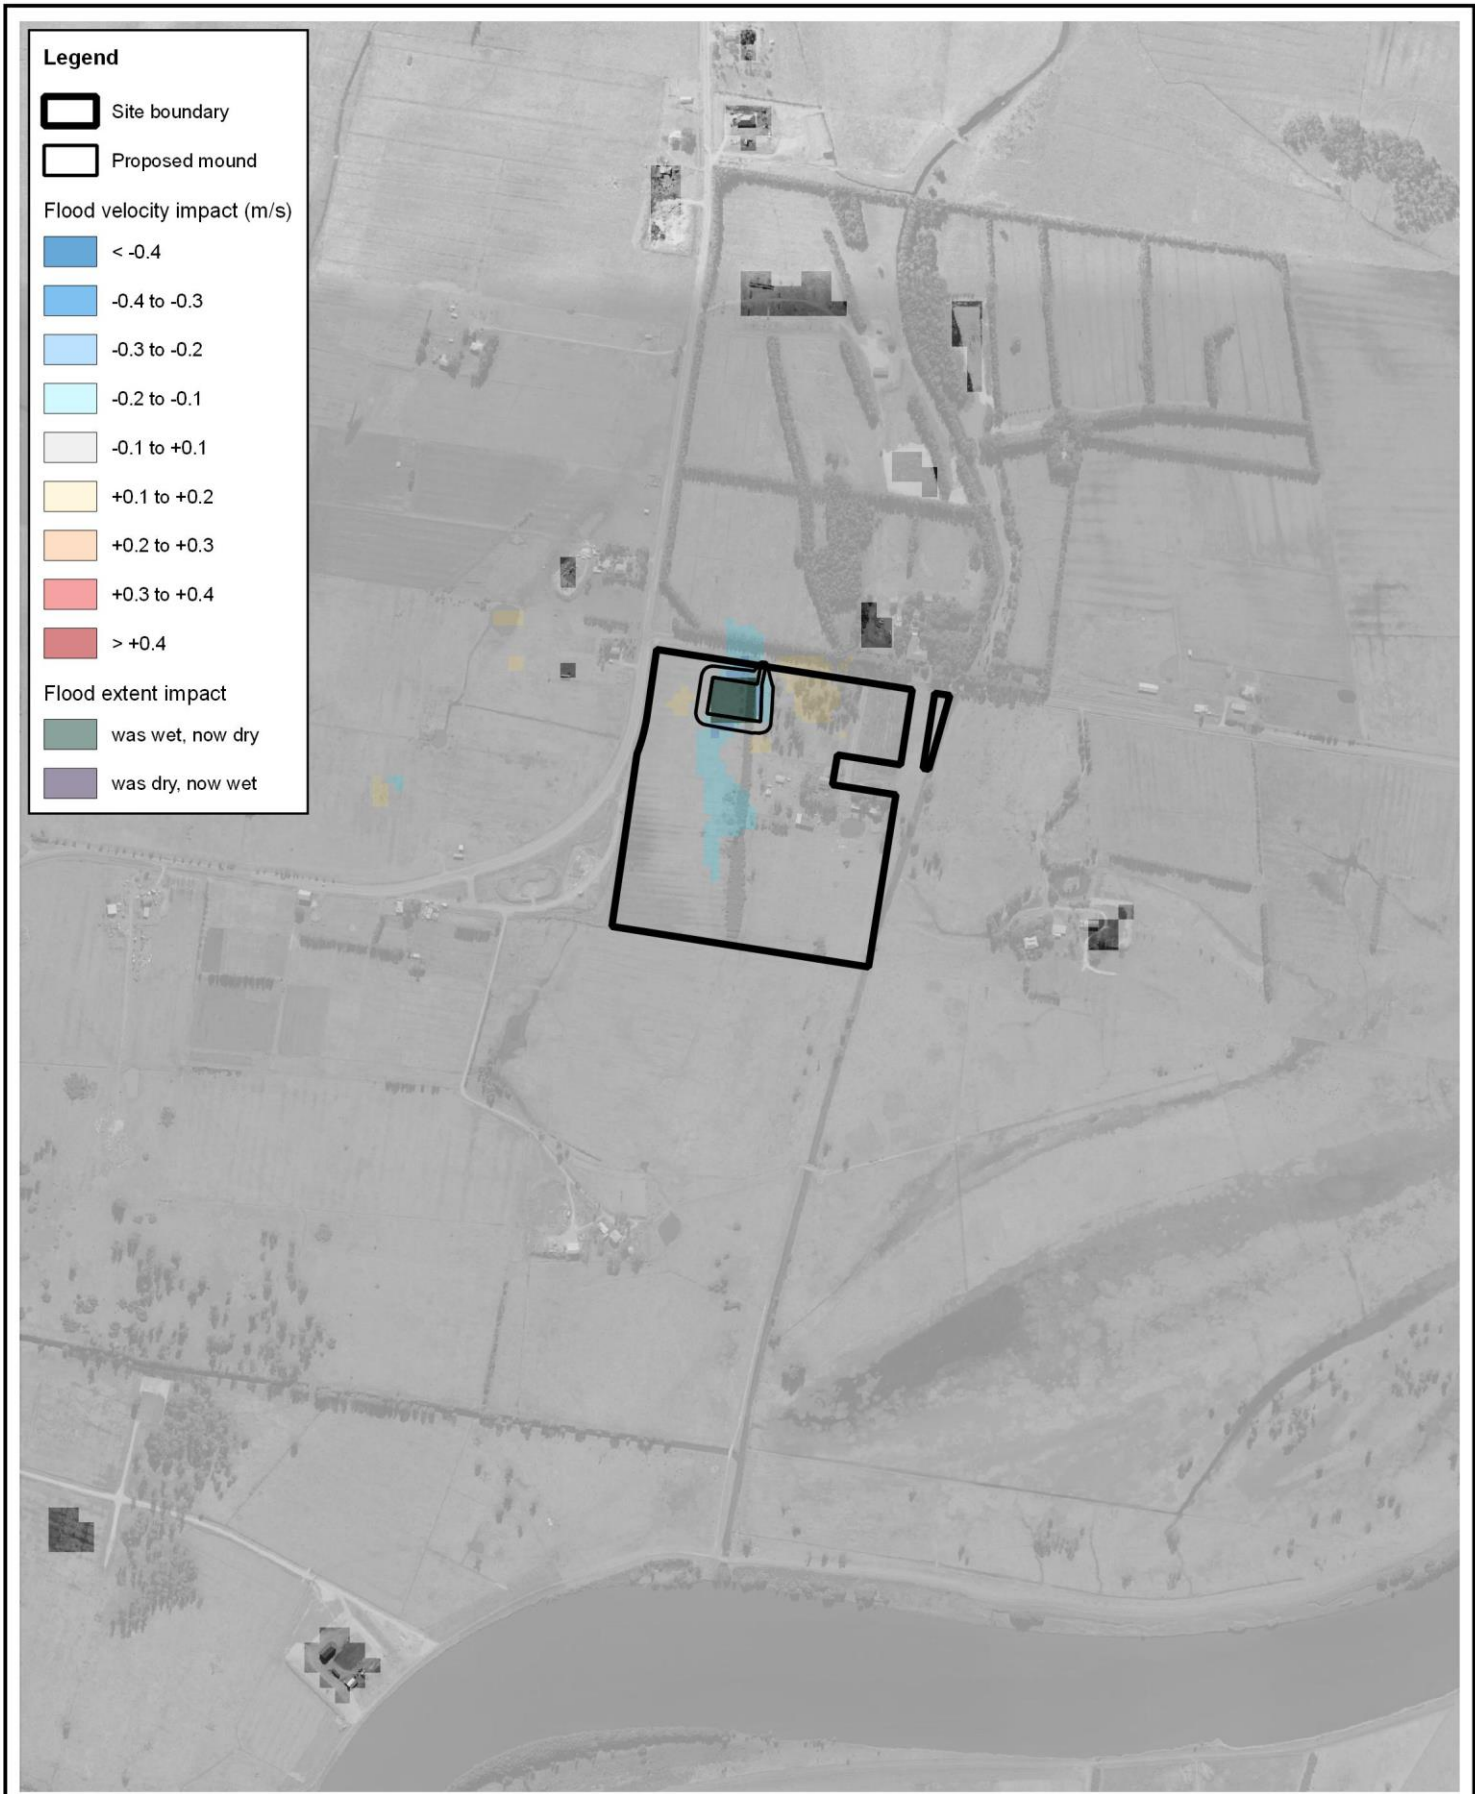 Legend
Site boundary
Proposed mound
Flood velocity impact (m/s)
< -0.4
-0.4 to -0.3
-0.3 to -0.2
-0.2 to -0.1
-0.1 to +0.1
+0.1 to +0.2
+0.2 to +0.3
+0.3 to +0.4
> +0.4
Flood extent impact
was wet, now dry
was dry, now wet